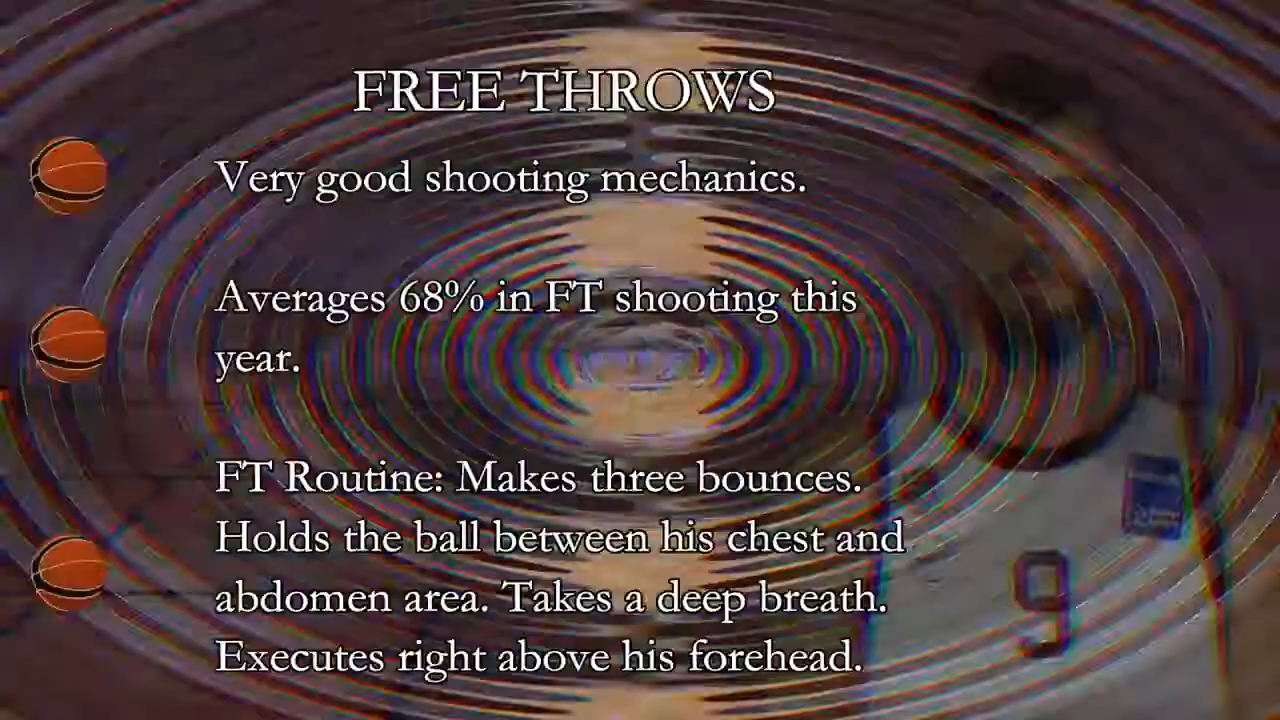 FREE THROWS
Very good shooting mechanics.
Averages 68% in FT shooting this
year.
FT Routine: Makes three bounces.
Holds the ball between his chest and
abdomen area. Takes a deep breath.
Executes right above his forehead.
9